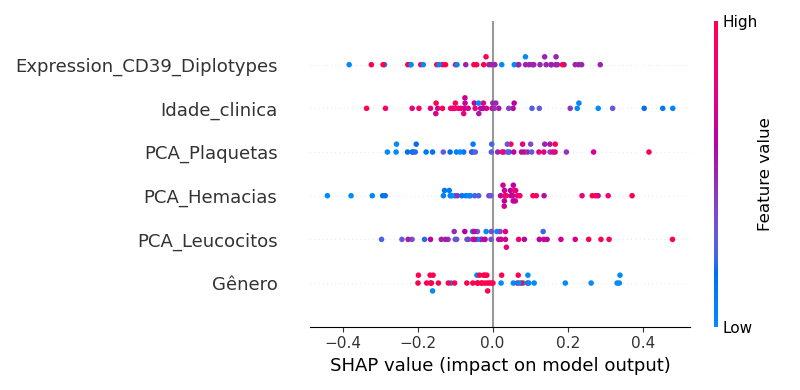 High
Expression_CD39_Diplotypes
Idade_clinica
PCA_Plaquetas
PCA_Hemacias
PCA_Leucocitos
Gênero
Feature value
Low
−0.4 −0.2 0.0 0.2 0.4
SHAP value (impact on model output)